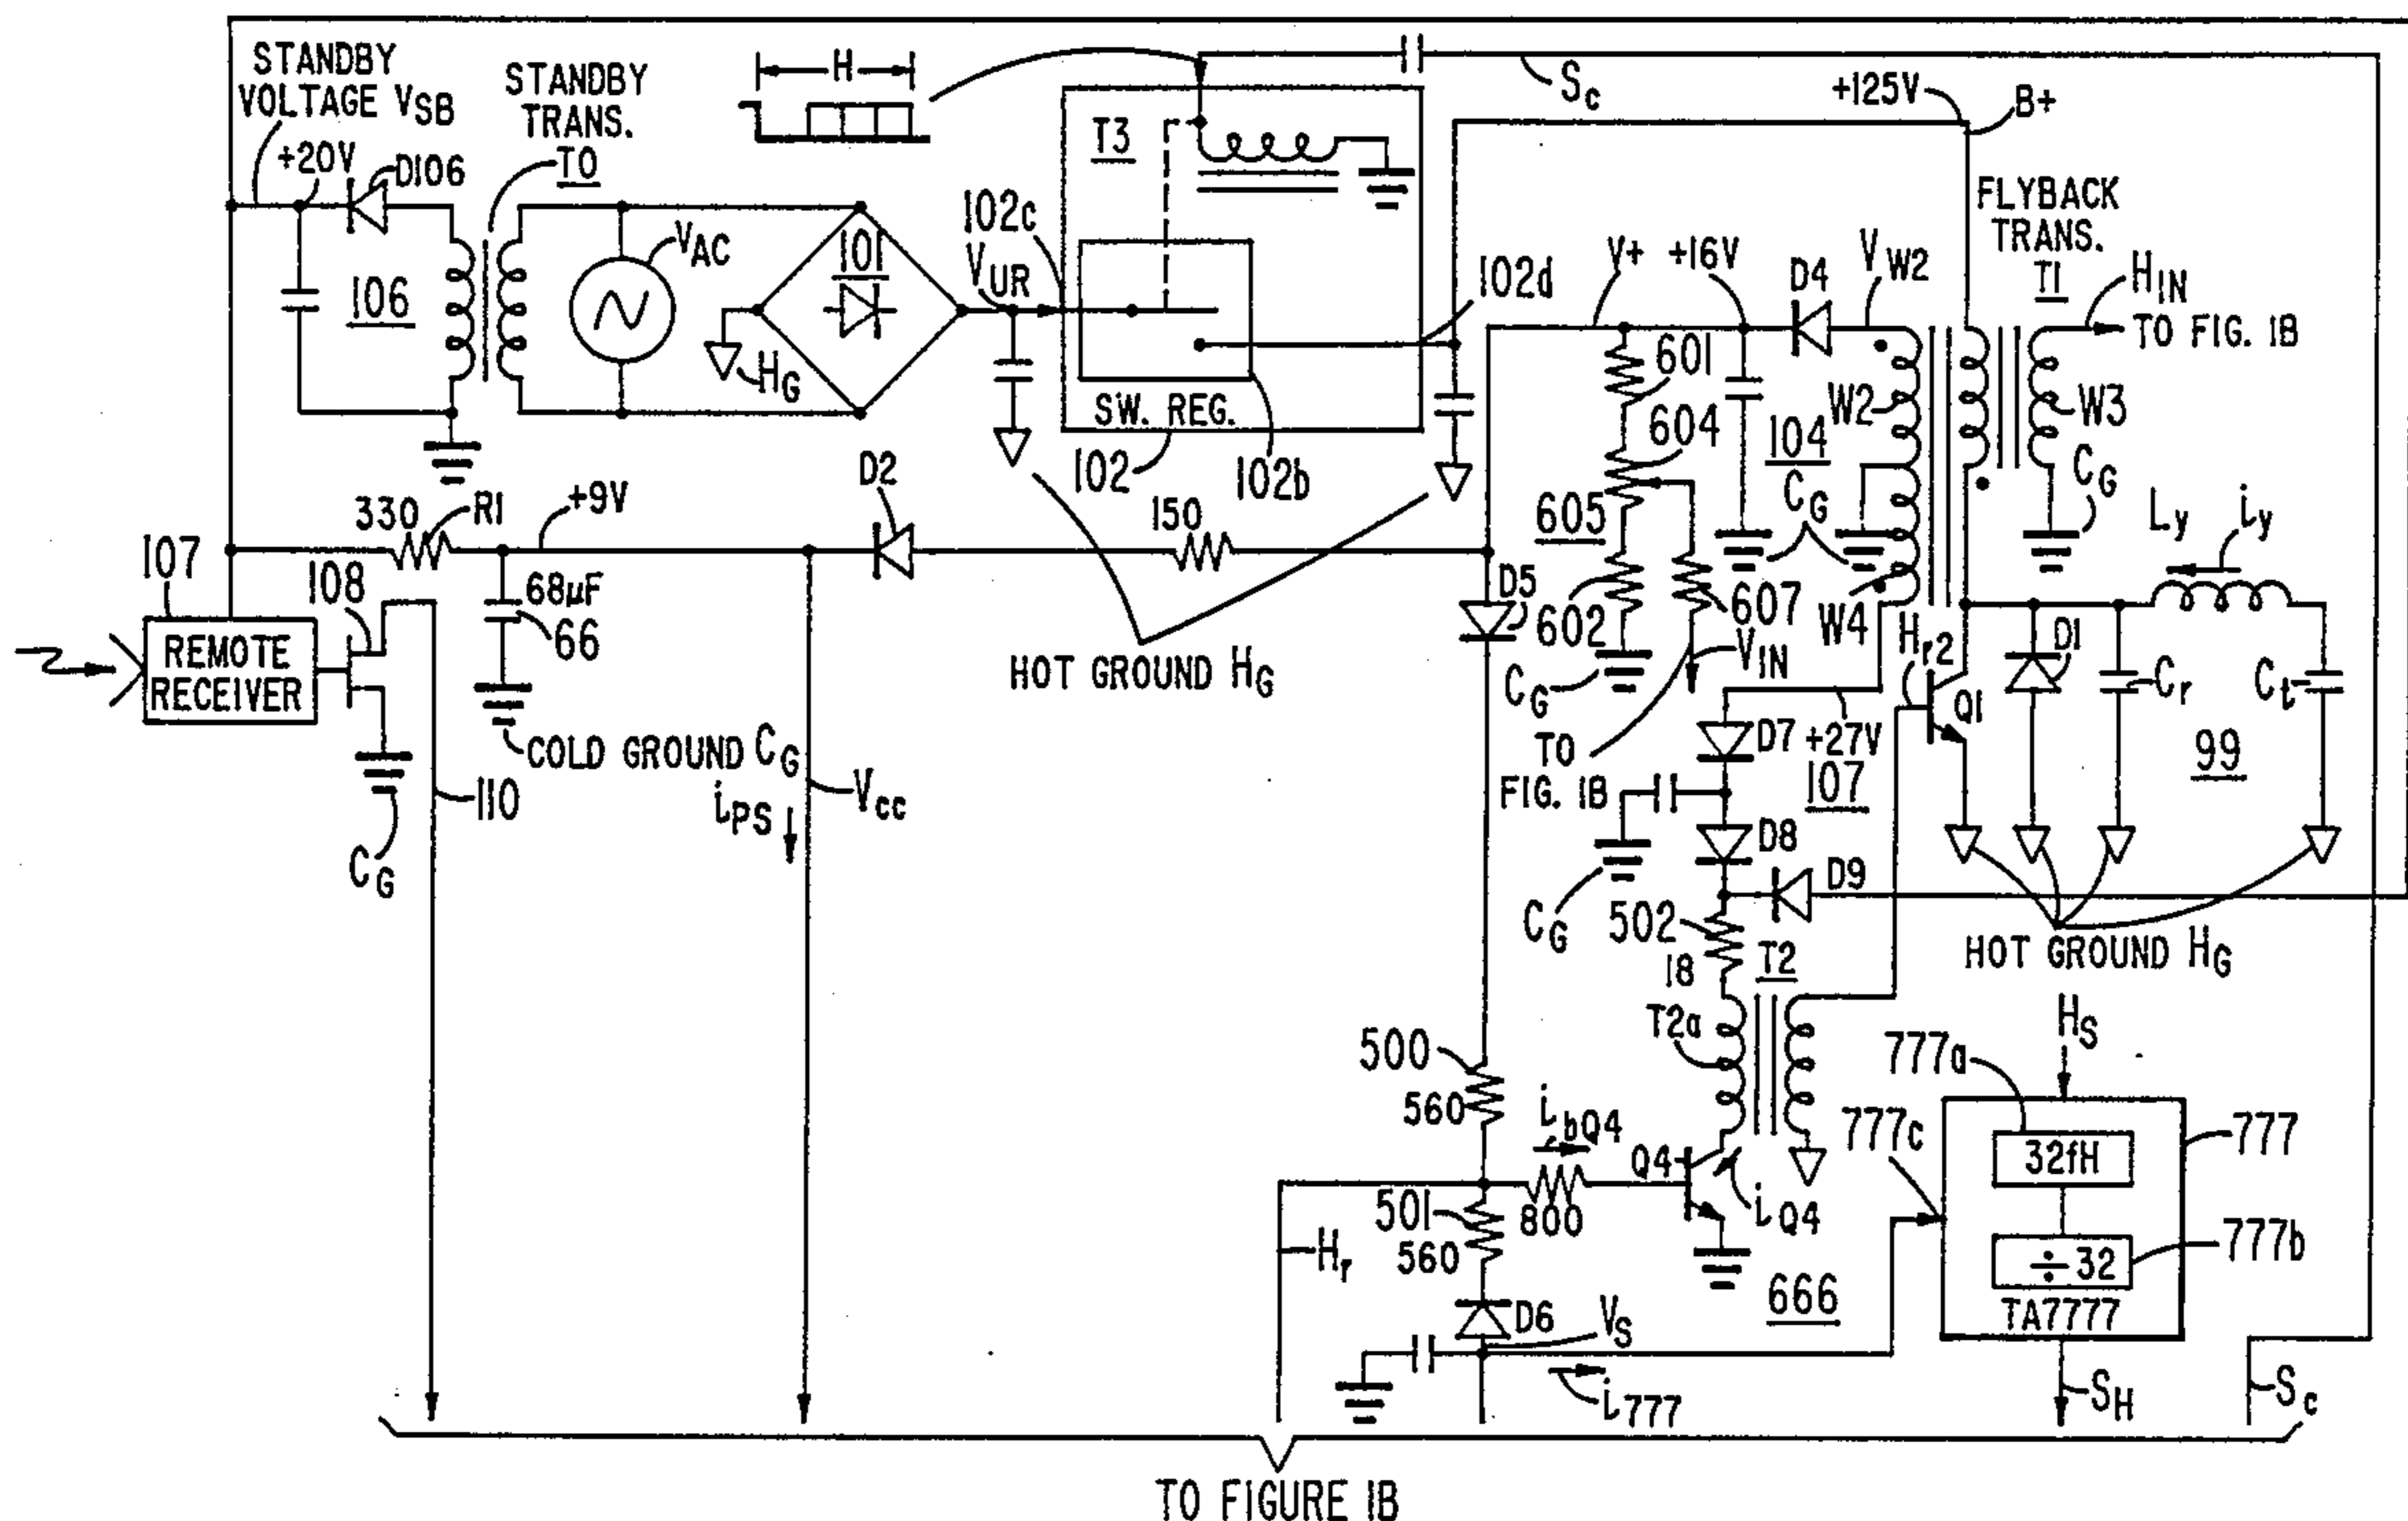 STANDBY
VOLTAGE VSB
STANDBY
TRANS.
T0
H
Sc
+125V
B+
+20V
D106
T3
FLYBACK
TRANS.
T1
106
VAC
101
102c
VUR
HG
102d
V+
+16V
D4
VW2
HIN
TO FIG. 1B
601
604
W2
W3
104
CG
CG
SW. REG.
102
102b
605
D2
150
330
R1
+9V
Ly
iy
107
108
68µF
66
D5
602
607
W4
Hr2
D1
REMOTE
RECEIVER
HOT GROUND HG
VIN
CG
Q1
Cr
Ct
COLD GROUND CG
TO
FIG. 1B
D7
+27V
107
99
110
iPS
Vcc
CG
D8
D9
CG
502
18
T2
HOT GROUND HG
T2a
HS
777a
500
560
ibQ4
777c
777
32fH
Q4
501
560
800
iQ4
Hr
777b
÷ 32
TA7777
666
D6
VS
i777
SH
Sc
TO FIGURE 1B